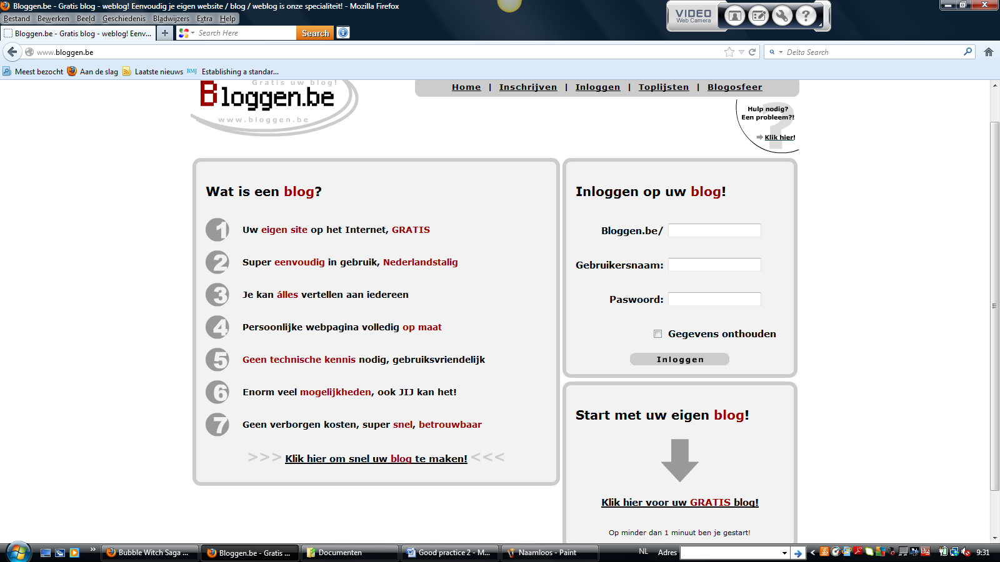 Bloggen.be - Gratis blog - weblog! Eenvoudig je eigen website / blog / weblog is onze specialiteit! - Mozilla Firefox
Bestand Bewerken Beeld Geschiedenis Bladwijzers Extra Help
VIDEO
Web Camera
Bloggen.be - Gratis blog - weblog! Eenv... + Search Here Search
www.bloggen.be Delta Search
Meest bezocht Aan de slag Laatste nieuws BMJ Establishing a standar...
Gratis uw blog!
Bloggen.be
www.bloggen.be
Home | Inschrijven | Inloggen | Toplijsten | Blogosfeer
Hulp nodig?
Een probleem?!
Klik hier!
Wat is een blog?
1 Uw eigen site op het Internet, GRATIS
2 Super eenvoudig in gebruik, Nederlandstalig
3 Je kan álles vertellen aan iedereen
4 Persoonlijke webpagina volledig op maat
5 Geen technische kennis nodig, gebruiksvriendelijk
6 Enorm veel mogelijkheden, ook JIJ kan het!
7 Geen verborgen kosten, super snel, betrouwbaar
>>> Klik hier om snel uw blog te maken! <<<
Inloggen op uw blog!
Bloggen.be/
Gebruikersnaam:
Paswoord:
Gegevens onthouden
Inloggen
Start met uw eigen blog!
Klik hier voor uw GRATIS blog!
Op minder dan 1 minuut ben je gestart!
Bubble Witch Saga ... Bloggen.be - Gratis ... Documenten Good practice 2 - M... Naamloos - Paint NL Adres 9:31